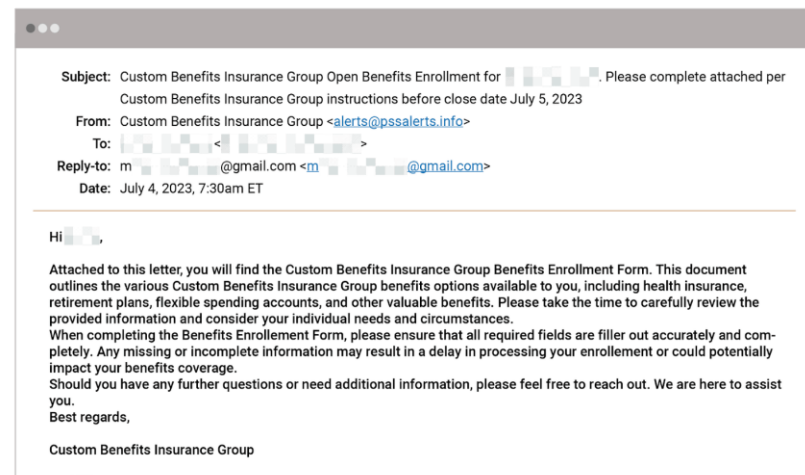 Subject: Custom Benefits Insurance Group Open Benefits Enrollment for . Please complete attached per
Custom Benefits Insurance Group instructions before close date July 5, 2023
From: Custom Benefits Insurance Group <alerts@pssalerts.info>
To: < >
Reply-to: m @gmail.com <m @gmail.com>
Date: July 4, 2023, 7:30am ET
Hi ,
Attached to this letter, you will find the Custom Benefits Insurance Group Benefits Enrollment Form. This document
outlines the various Custom Benefits Insurance Group benefits options available to you, including health insurance,
retirement plans, flexible spending accounts, and other valuable benefits. Please take the time to carefully review the
provided information and consider your individual needs and circumstances.
When completing the Benefits Enrollement Form, please ensure that all required fields are filler out accurately and com-
pletely. Any missing or incomplete information may result in a delay in processing your enrollement or could potentially
impact your benefits coverage.
Should you have any further questions or need additional information, please feel free to reach out. We are here to assist
you.
Best regards,
Custom Benefits Insurance Group